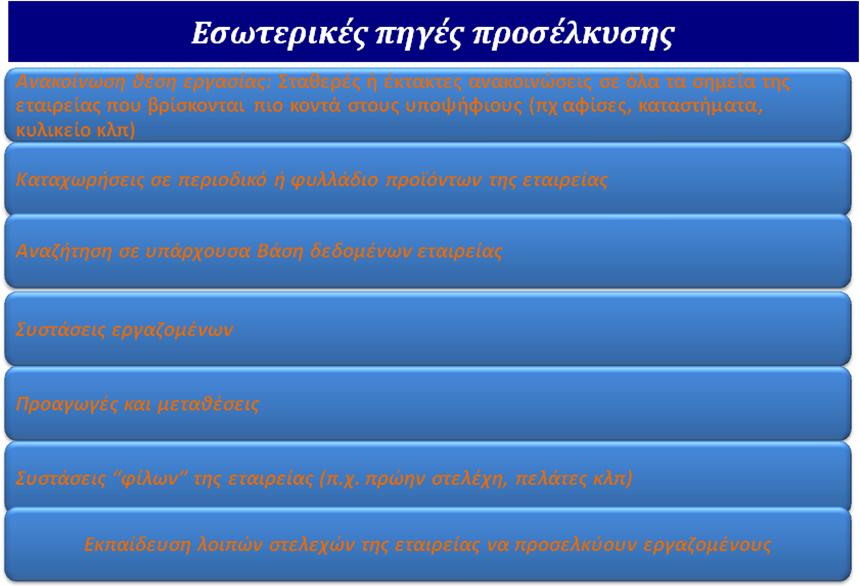 Εσωτερικές πηγές προσέλκυσης
Ανακοίνωση θέση εργασίας: Σταθερές ή έκτακτες ανακοινώσεις σε όλα τα σημεία της
εταιρείας που βρίσκονται πιο κοντά στους υποψήφιους (πχ αφίσες, καταστήματα,
κυλικείο κλπ)
Καταχωρήσεις σε περιοδικό ή φυλλάδιο προϊόντων της εταιρείας
Αναζήτηση σε υπάρχουσα Βάση δεδομένων εταιρείας
Συστάσεις εργαζομένων
Προαγωγές και μεταθέσεις
Συστάσεις “φίλων” της εταιρείας (π.χ. πρώην στελέχη, πελάτες κλπ)
Εκπαίδευση λοιπών στελεχών της εταιρείας να προσελκύουν εργαζομένους